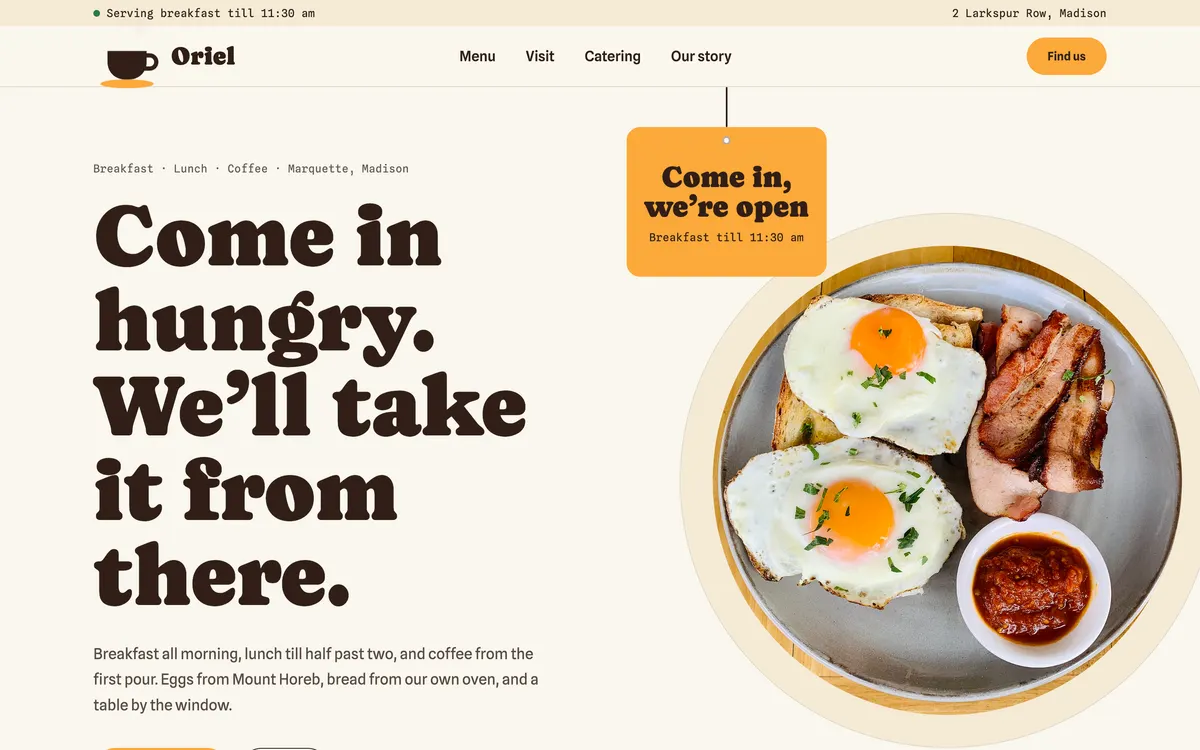 Serving breakfast till 11:30 am
2 Larkspur Row, Madison
Oriel
Menu
Visit
Catering
Our story
Find us
Come in,
we’re open
Breakfast till 11:30 am
Breakfast · Lunch · Coffee · Marquette, Madison
Come in
hungry.
We’ll take
it from
there.
Breakfast all morning, lunch till half past two, and coffee from the
first pour. Eggs from Mount Horeb, bread from our own oven, and a
table by the window.